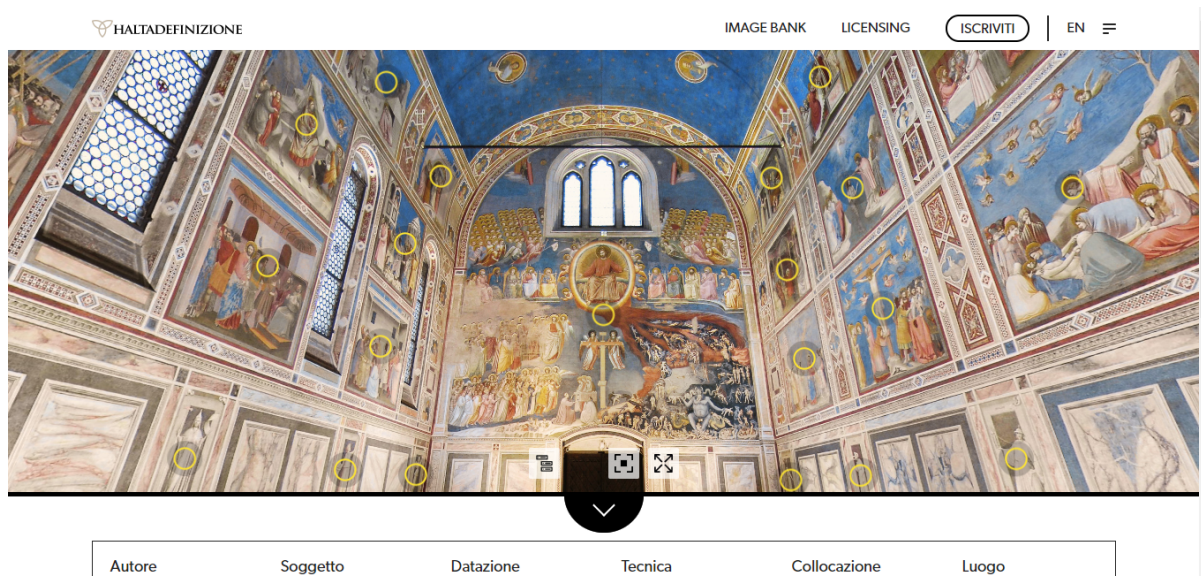 HALTADEFINIZIONE
IMAGE BANK LICENSING ISCRIVITI EN
Autore Soggetto Datazione Tecnica Collocazione Luogo